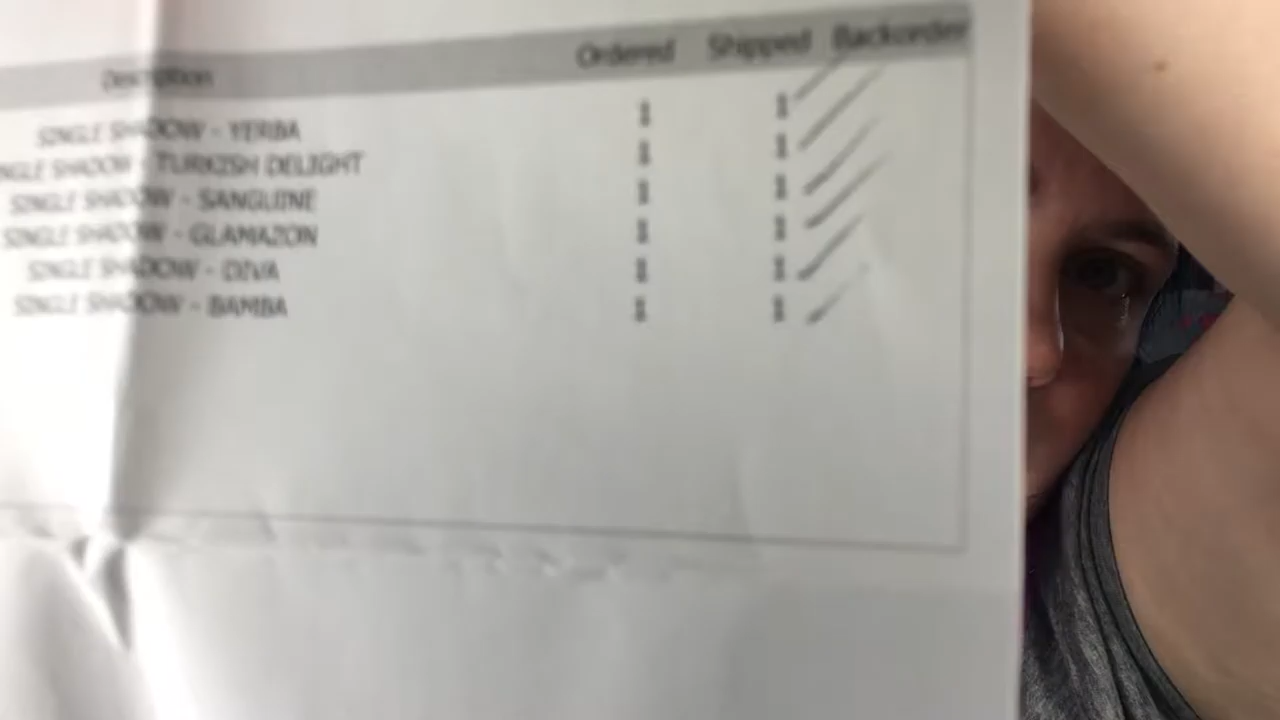 Description Ordered Shipped Backorder
SINGLE SHADOW - YERBA 1 1
NGLE SHADOW - TURKISH DELIGHT 1 1
SINGLE SHADOW - SANGUINE 1 1
SINGLE SHADOW - GLAMAZON 1 1
SINGLE SHADOW - DIVA 1 1
SINGLE SHADOW - BAMBA 1 1